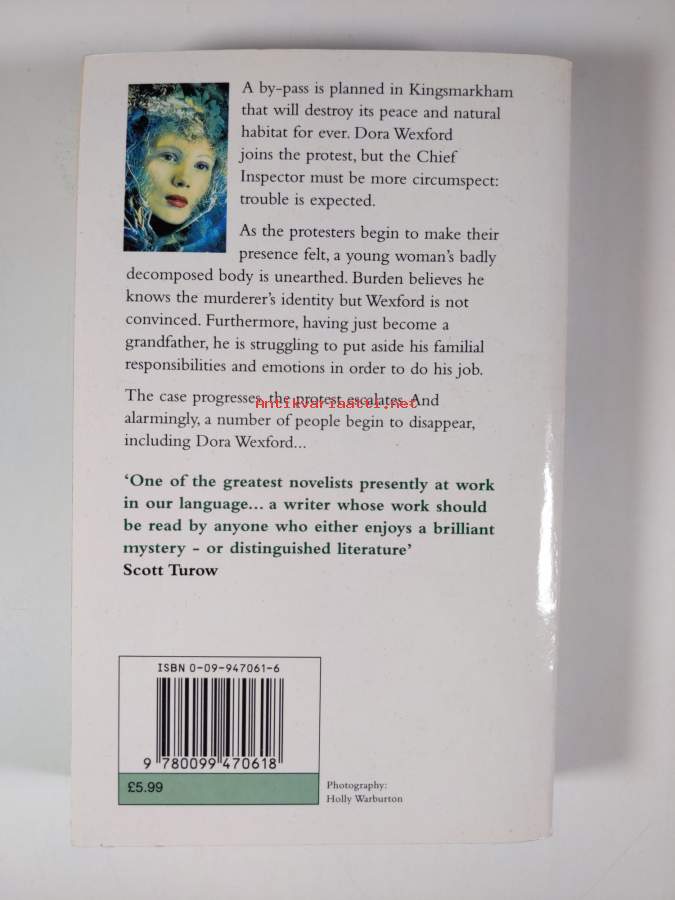 A by-pass is planned in Kingsmarkham
that will destroy its peace and natural
habitat for ever. Dora Wexford
joins the protest, but the Chief
Inspector must be more circumspect:
trouble is expected.
As the protesters begin to make their
presence felt, a young woman's badly
decomposed body is unearthed. Burden believes he
knows the murderer's identity but Wexford is not
convinced. Furthermore, having just become a
grandfather, he is struggling to put aside his familial
responsibilities and emotions in order to do his job.
The case progresses, the protest escalates. And
Antikvariaatti.net
alarmingly, a number of people begin to disappear,
including Dora Wexford...
'One of the greatest novelists presently at work
in our language... a writer whose work should
be read by anyone who either enjoys a brilliant
mystery - or distinguished literature'
Scott Turow
ISBN 0-09-947061-6
9 780099 470618
£5.99
Photography:
Holly Warburton